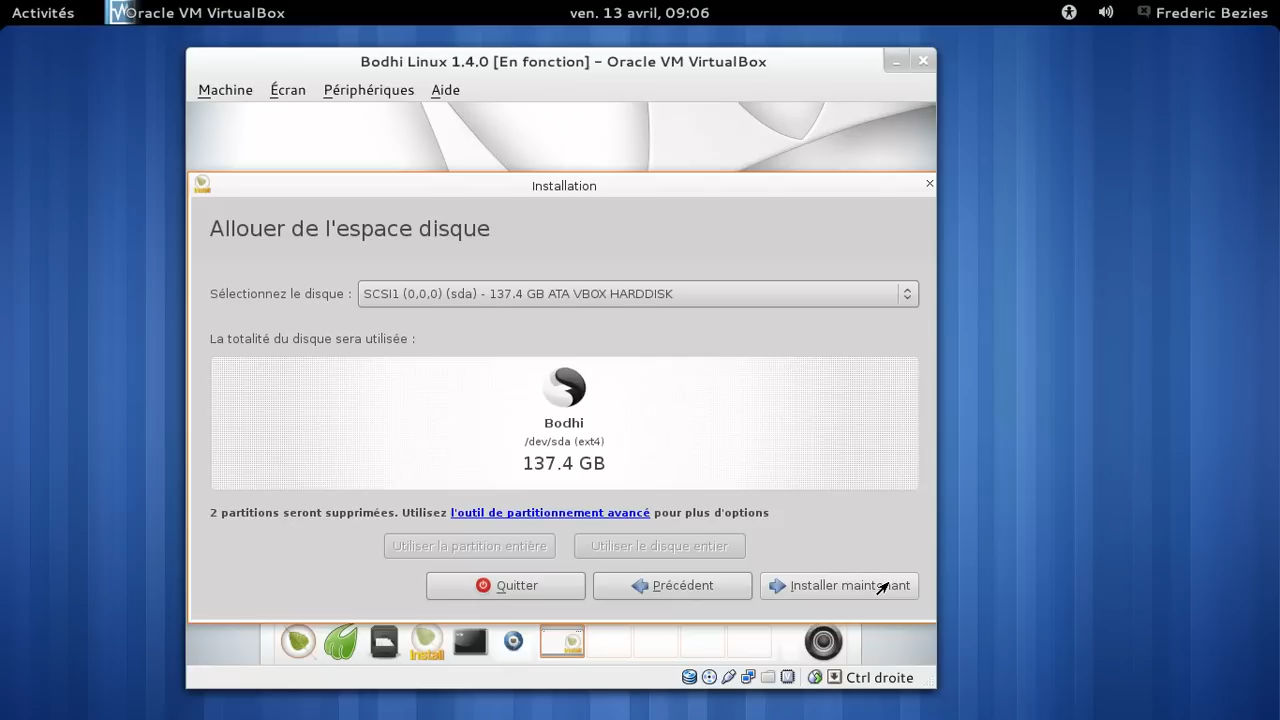 Activités
Oracle VM VirtualBox
ven. 13 avril, 09:06
Frederic Bezies
Bodhi Linux 1.4.0 [En fonction] – Oracle VM VirtualBox
Machine Écran Périphériques Aide
Installation
Allouer de l'espace disque
Sélectionnez le disque : SCSI1 (0,0,0) (sda) - 137.4 GB ATA VBOX HARDDISK
La totalité du disque sera utilisée :
Bodhi
/dev/sda (ext4)
137.4 GB
2 partitions seront supprimées. Utilisez l'outil de partitionnement avancé pour plus d'options
Utiliser la partition entière Utiliser le disque entier
Quitter Précédent Installer maintenant
Install
Ctrl droite